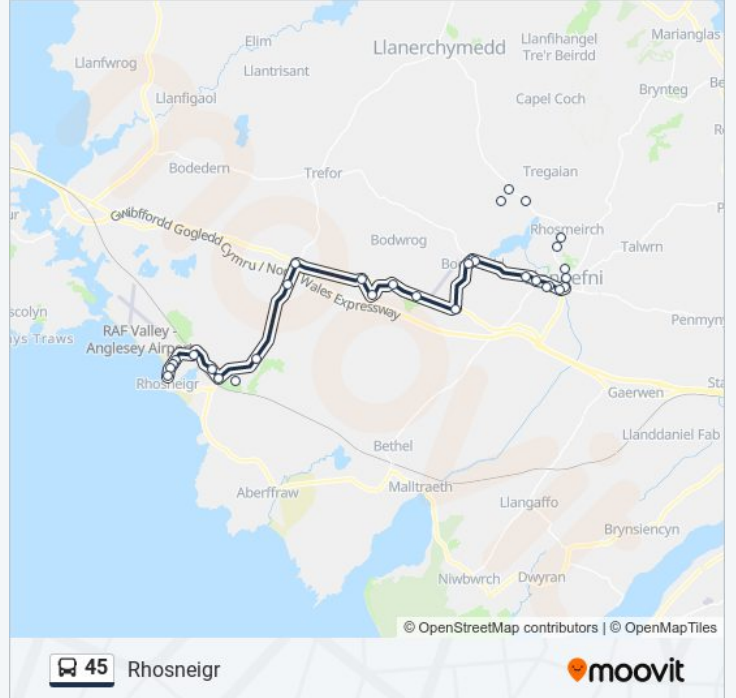 Elim
Llanerchymedd
Llanfihangel
Tre'r Beirdd
Marianglas
Llanfwrog
Llantrisant
Brynteg
Llanfigaol
Capel Coch
Bodedern
Trefor
Tregaian
Gwibffordd Gogledd Cymru / North Wales Expressway
Bodwrog
Rhosmeirch
Talwrn
RAF Valley -
Anglesey Airport
Rhosneigr
Gaerwen
Llanddaniel Fab
Bethel
Aberffraw
Malltraeth
Llangaffo
Brynsiencyn
Niwbwrch
Dwyran
© OpenStreetMap contributors | © OpenMapTiles
45 Rhosneigr
moovit